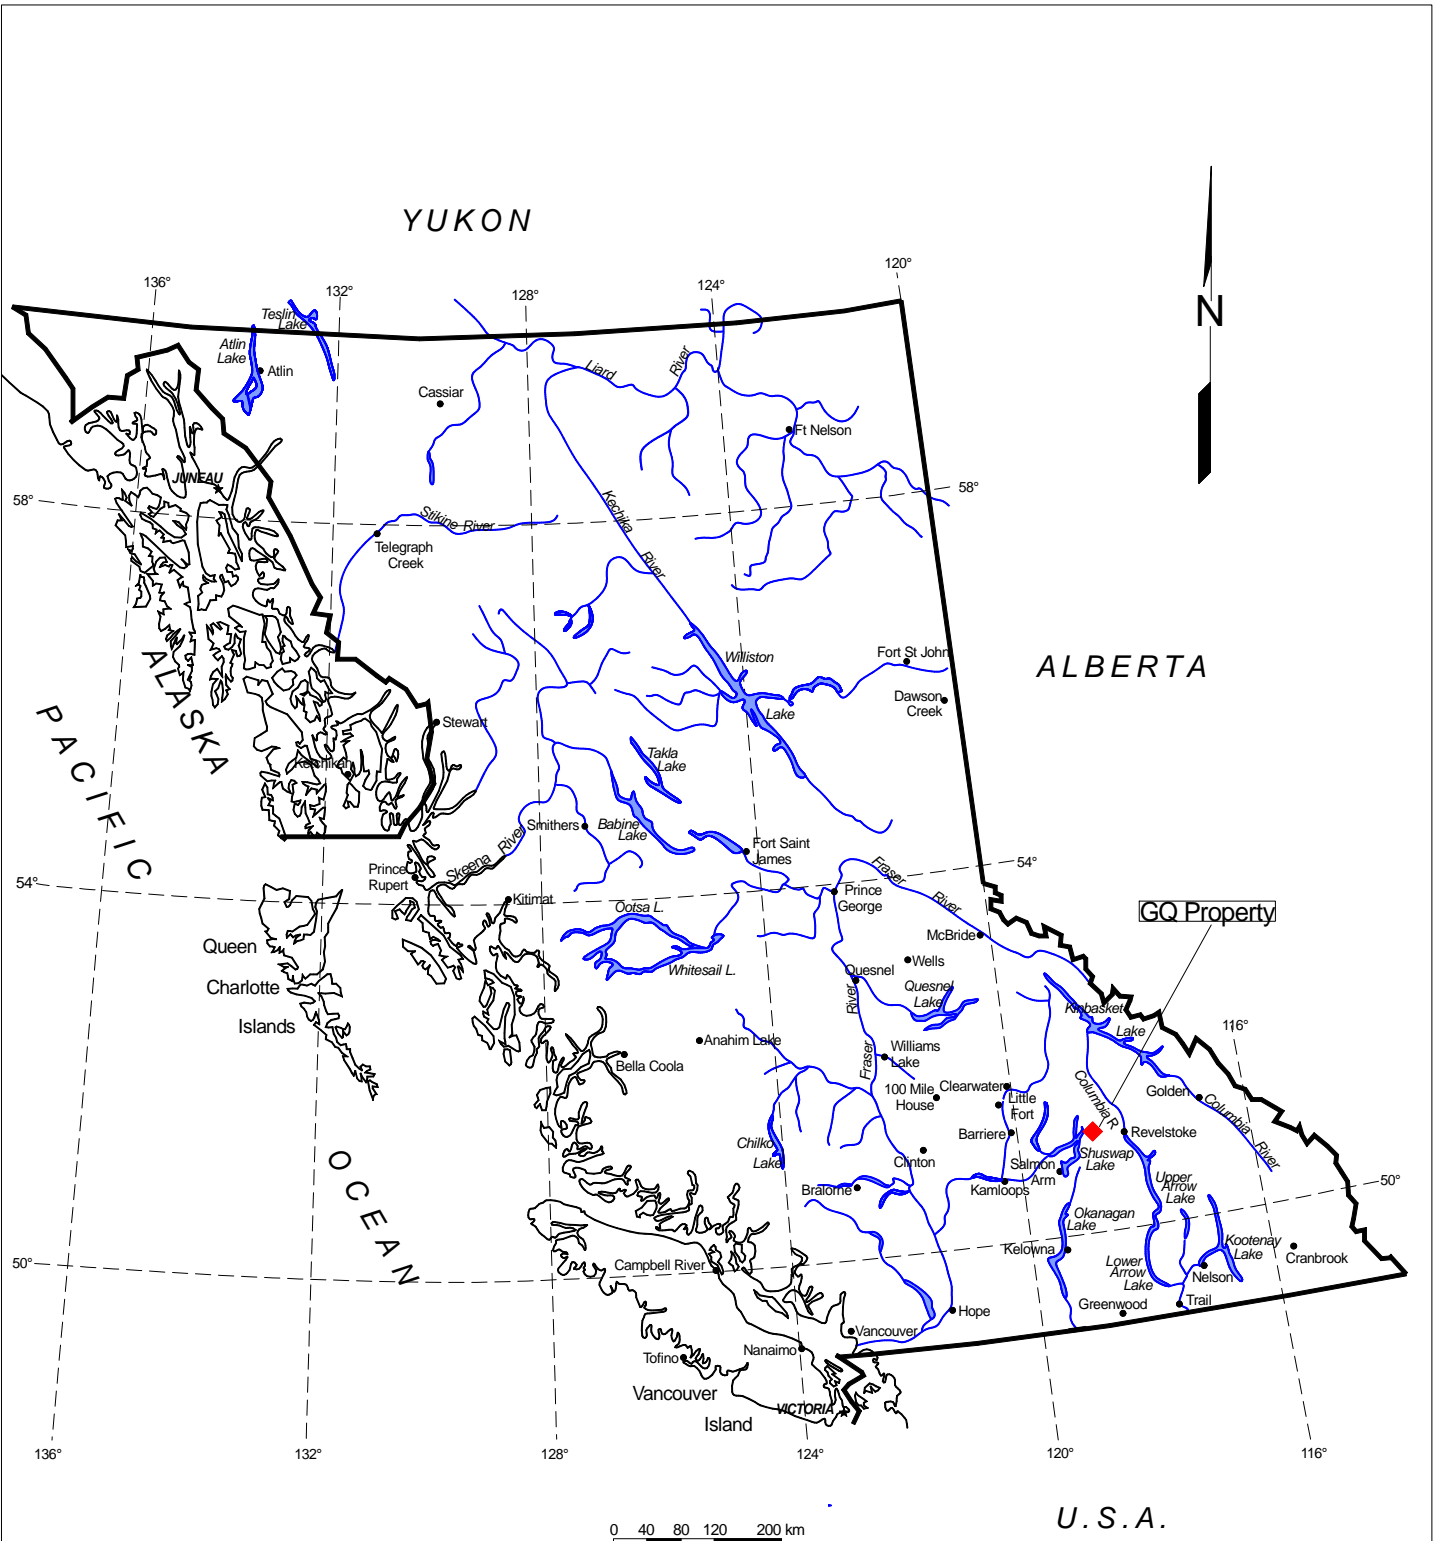 YUKON
136°
132°
128°
124°
120°
Teslin
Lake
Atlin
Lake
Atlin
N
Liard
River
Cassiar
Ft Nelson
JUNEAU
58°
58°
Kechika
River
Stikine River
Telegraph
Creek
ALASKA
PACIFIC
OCEAN
Williston
Lake
Fort St John
Dawson
Creek
ALBERTA
Stewart
Ketchikan
Takla
Lake
Smithers
Babine
Lake
Skeena River
Fort Saint
James
54°
54°
Prince
Rupert
Kitimat
Fraser
River
Prince
George
Ootsa L.
Whitesail L.
McBride
GQ Property
Queen
Charlotte
Islands
Wells
Quesnel
Quesnel
Lake
River
Fraser
Kinbasket
Lake
116°
Anahim Lake
Bella Coola
Williams
Lake
100 Mile
House
Clearwater
Little
Fort
Columbia R
Golden
Columbia
River
Barriere
Revelstoke
Chilko
Lake
Clinton
Salmon
Arm
Shuswap
Lake
Bralorne
Kamloops
Upper
Arrow
Lake
50°
50°
Okanagan
Lake
Kelowna
Kootenay
Lake
Cranbrook
Lower
Arrow
Lake
Nelson
Campbell River
Greenwood
Trail
Hope
Vancouver
Nanaimo
Tofino
Vancouver
Island
VICTORIA
136°
132°
128°
124°
120°
116°
U.S.A.
0 40 80 120 200 km